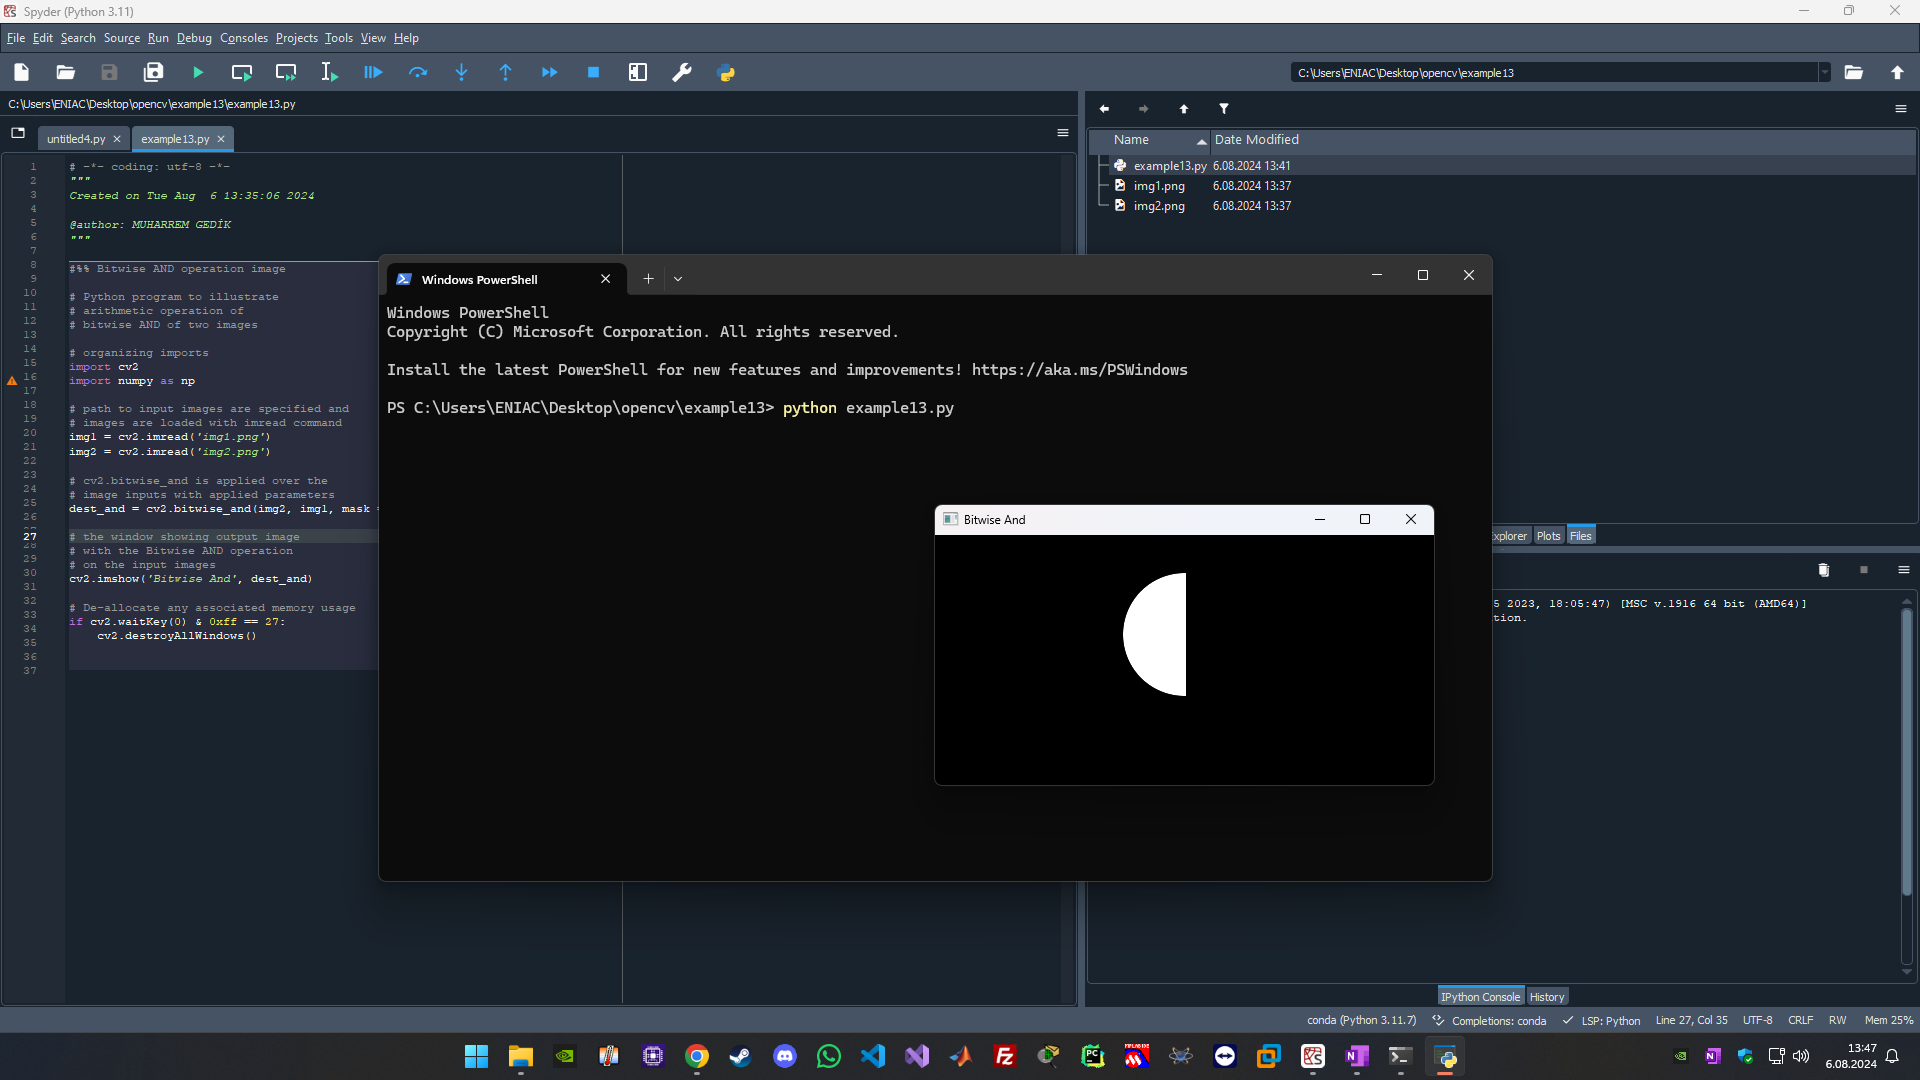 Spyder (Python 3.11)
File Edit Search Source Run Debug Consoles Projects Tools View Help
C:\Users\ENIAC\Desktop\opencv\example13
C:\Users\ENIAC\Desktop\opencv\example13\example13.py
untitled4.py
example13.py
1 # -*- coding: utf-8 -*-
2 """
3 Created on Tue Aug  6 13:35:06 2024
4
5 @author: MUHARREM GEDİK
6 """
7
8 #%% Bitwise AND operation image
9
10 # Python program to illustrate
11 # arithmetic operation of
12 # bitwise AND of two images
13
14 # organizing imports
15 import cv2
16 import numpy as np
17
18 # path to input images are specified and
19 # images are loaded with imread command
20 img1 = cv2.imread('img1.png')
21 img2 = cv2.imread('img2.png')
22
23 # cv2.bitwise_and is applied over the
24 # image inputs with applied parameters
25 dest_and = cv2.bitwise_and(img2, img1, mask =
26
27 # the window showing output image
28 # with the Bitwise AND operation
29 # on the input images
30 cv2.imshow('Bitwise And', dest_and)
31
32 # De-allocate any associated memory usage
33 if cv2.waitKey(0) & 0xff == 27:
34     cv2.destroyAllWindows()
35
36
37
Name Date Modified
example13.py 6.08.2024 13:41
img1.png 6.08.2024 13:37
img2.png 6.08.2024 13:37
Windows PowerShell
Windows PowerShell
Copyright (C) Microsoft Corporation. All rights reserved.
Install the latest PowerShell for new features and improvements! https://aka.ms/PSWindows
PS C:\Users\ENIAC\Desktop\opencv\example13> python example13.py
Bitwise And
xplorer Plots Files
5 2023, 18:05:47) [MSC v.1916 64 bit (AMD64)]
tion.
IPython Console History
conda (Python 3.11.7) Completions: conda LSP: Python Line 27, Col 35 UTF-8 CRLF RW Mem 25%
13:47
6.08.2024